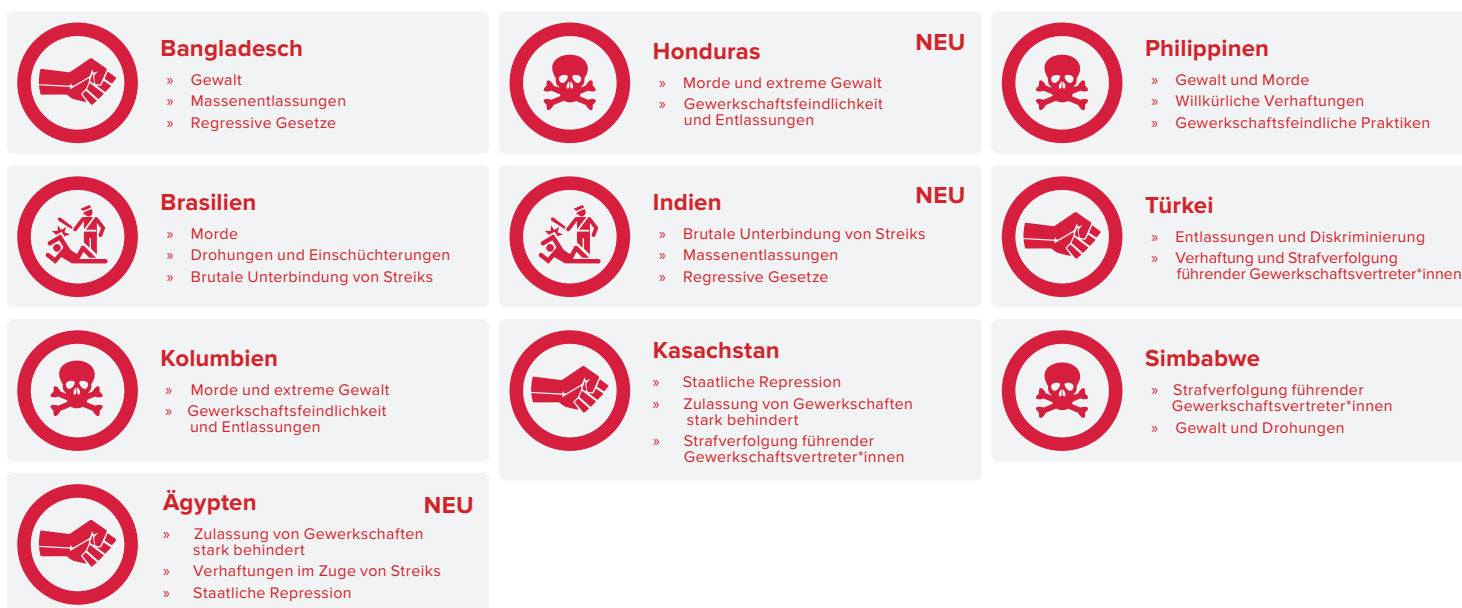 Bangladesch
» Gewalt
» Massenentlassungen
» Regressive Gesetze
Brasilien
» Morde
» Drohungen und Einschüchterungen
» Brutale Unterbindung von Streiks
Kolumbien
» Morde und extreme Gewalt
» Gewerkschaftsfeindlichkeit
und Entlassungen
Ägypten
NEU
» Zulassung von Gewerkschaften
stark behindert
» Verhaftungen im Zuge von Streiks
» Staatliche Repression
Honduras
NEU
» Morde und extreme Gewalt
» Gewerkschaftsfeindlichkeit
und Entlassungen
Indien
NEU
» Brutale Unterbindung von Streiks
» Massenentlassungen
» Regressive Gesetze
Kasachstan
» Staatliche Repression
» Zulassung von Gewerkschaften
stark behindert
» Strafverfolgung führender
Gewerkschaftsvertreter*innen
Philippinen
» Gewalt und Morde
» Willkürliche Verhaftungen
» Gewerkschaftsfeindliche Praktiken
Türkei
» Entlassungen und Diskriminierung
» Verhaftung und Strafverfolgung
führender Gewerkschaftsvertreter*innen
Simbabwe
» Strafverfolgung führender
Gewerkschaftsvertreter*innen
» Gewalt und Drohungen